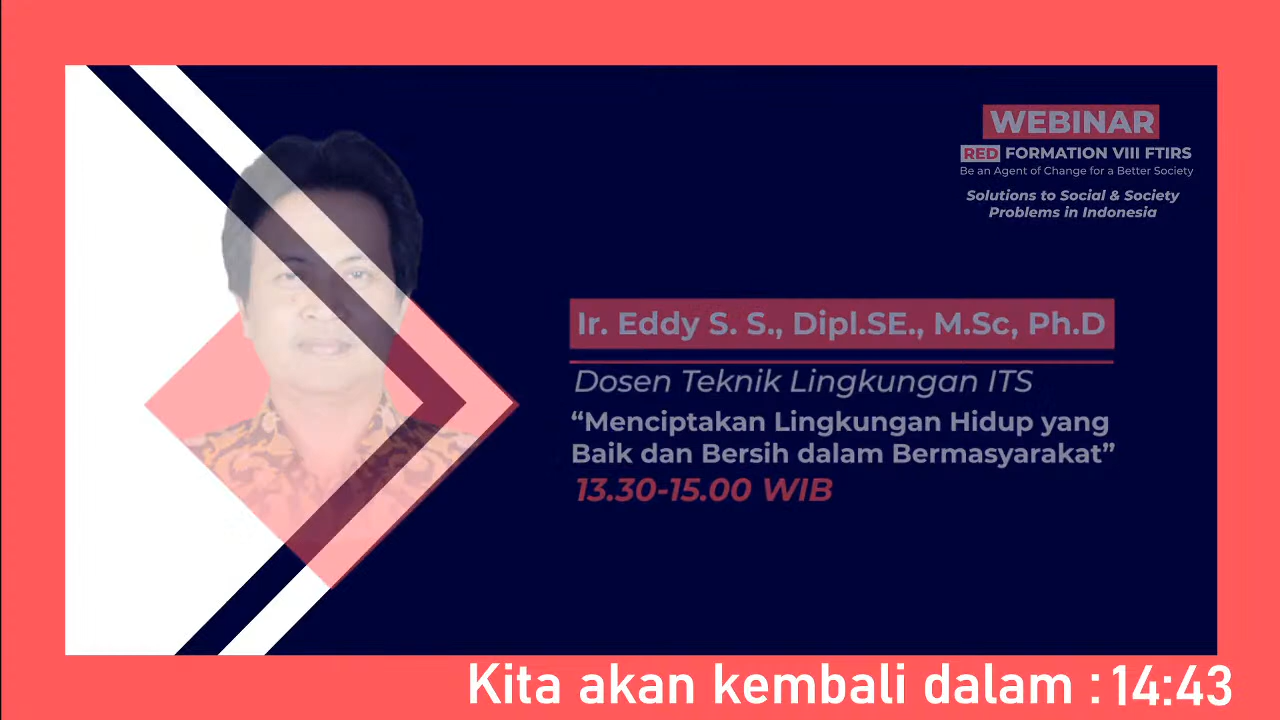 WEBINAR
RED FORMATION VIII FTIRS
Be an Agent of Change for a Better Society
Solutions to Social & Society
Problems in Indonesia
Ir. Eddy S. S., Dipl.SE., M.Sc, Ph.D
Dosen Teknik Lingkungan ITS
“Menciptakan Lingkungan Hidup yang
Baik dan Bersih dalam Bermasyarakat”
13.30-15.00 WIB
Kita akan kembali dalam : 14:43